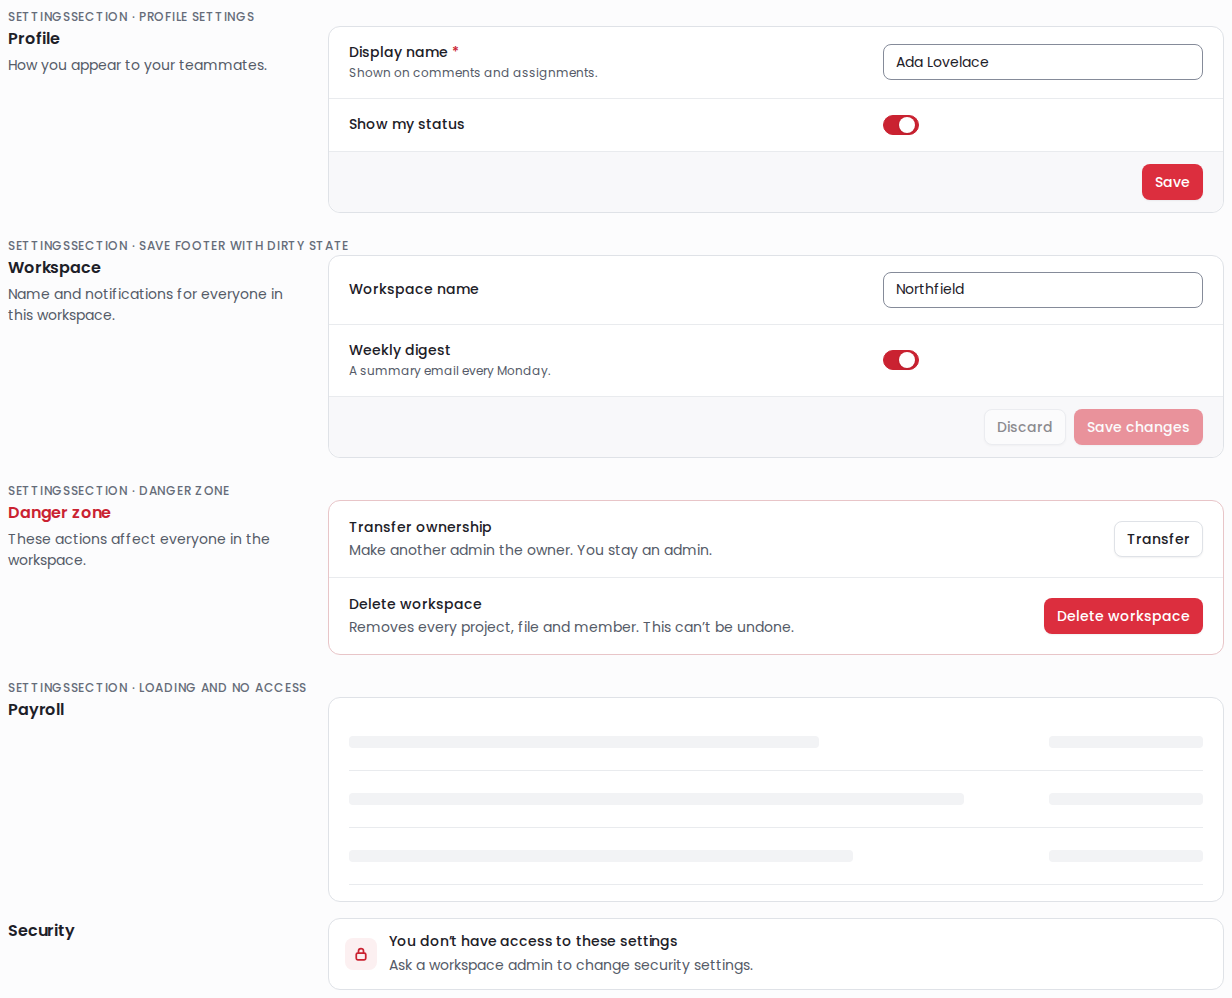 SETTINGSSECTION · PROFILE SETTINGS
Profile
How you appear to your teammates.
Display name *
Shown on comments and assignments.
Ada Lovelace
Show my status
Save
SETTINGSSECTION · SAVE FOOTER WITH DIRTY STATE
Workspace
Name and notifications for everyone in
this workspace.
Workspace name
Northfield
Weekly digest
A summary email every Monday.
Discard
Save changes
SETTINGSSECTION · DANGER ZONE
Danger zone
These actions affect everyone in the
workspace.
Transfer ownership
Make another admin the owner. You stay an admin.
Transfer
Delete workspace
Removes every project, file and member. This can’t be undone.
Delete workspace
SETTINGSSECTION · LOADING AND NO ACCESS
Payroll
Security
You don’t have access to these settings
Ask a workspace admin to change security settings.